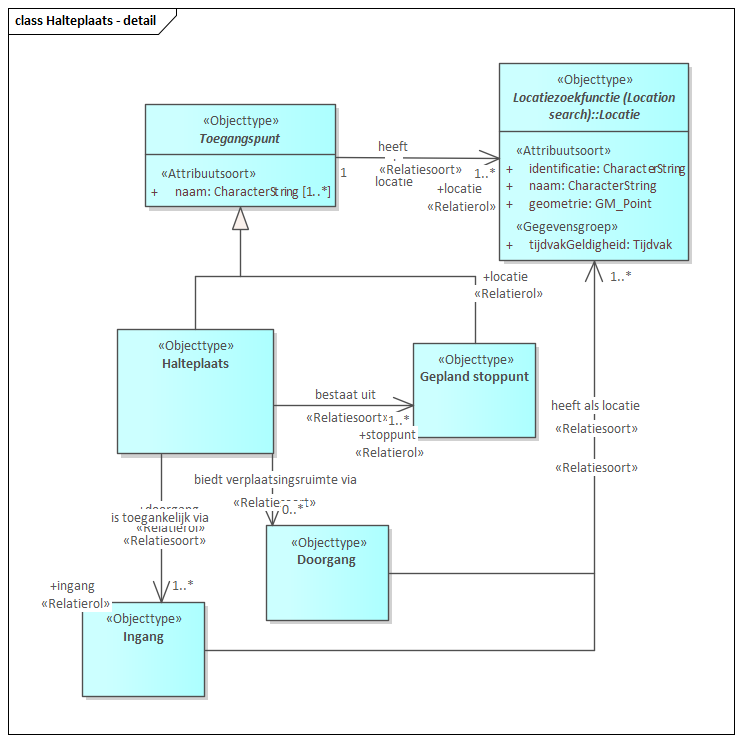 class Halteplaats - detail
«Objecttype»
Toegangspunt
«Attribuutsoort»
+ naam: CharacterString [1..*]
heeft
«Relatiesoort»
locatie
1
1..*
+locatie
«Relatierol»
«Objecttype»
Locatiezoekfunctie (Location
search)::Locatie
«Attribuutsoort»
+ identificatie: CharacterString
+ naam: CharacterString
+ geometrie: GM_Point
«Gegevensgroep»
+ tijdvakGeldigheid: Tijdvak
+locatie
«Relatierol»
1..*
«Objecttype»
Halteplaats
«Objecttype»
Gepland stoppunt
bestaat uit
«Relatiesoort»
1..*
+stoppunt
«Relatierol»
heeft als locatie
«Relatiesoort»
«Relatiesoort»
biedt verplaatsingsruimte via
«Relatiesoort»
0..*
+doorgang
is toegankelijk via
«Relatierol»
«Relatiesoort»
«Objecttype»
Doorgang
+ingang
«Relatierol»
1..*
«Objecttype»
Ingang